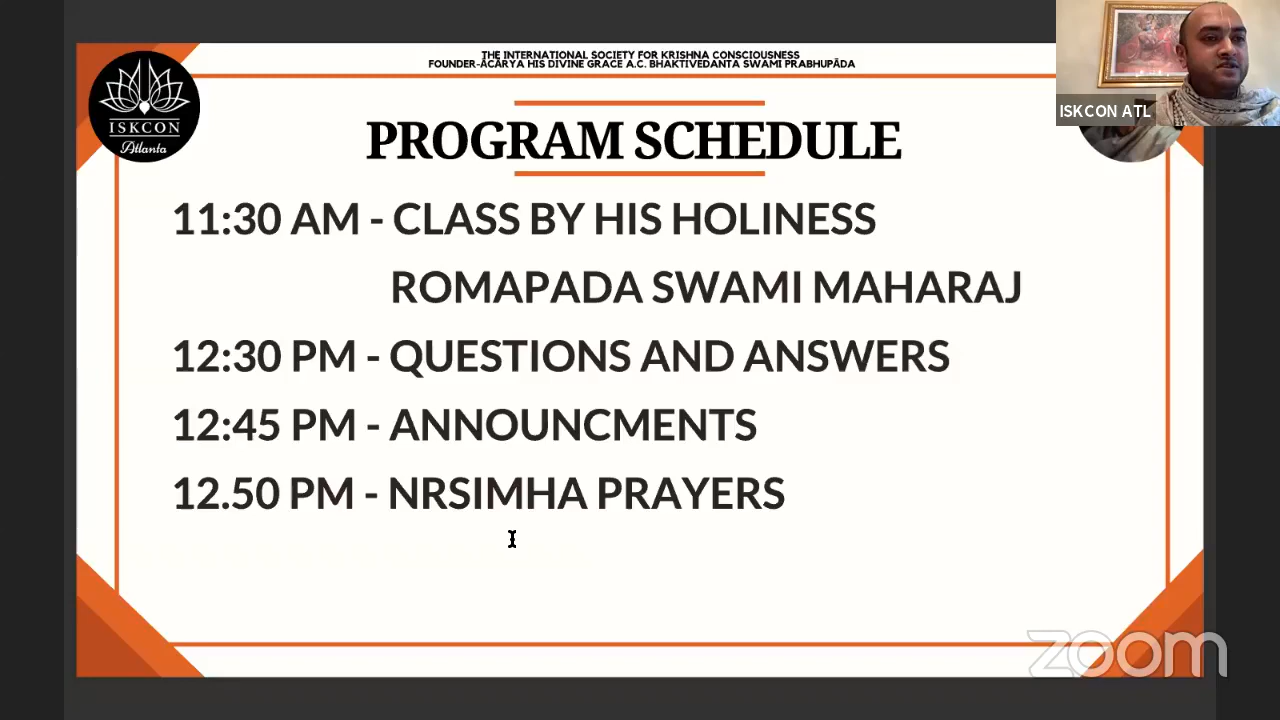 THE INTERNATIONAL SOCIETY FOR KRISHNA CONSCIOUSNESS
FOUNDER-ĀCĀRYA HIS DIVINE GRACE A.C. BHAKTIVEDANTA SWAMI PRABHUPĀDA
ISKCON
Atlanta
ISKCON ATL
PROGRAM SCHEDULE
11:30 AM - CLASS BY HIS HOLINESS
ROMAPADA SWAMI MAHARAJ
12:30 PM - QUESTIONS AND ANSWERS
12:45 PM - ANNOUNCMENTS
12.50 PM - NRSIMHA PRAYERS
zoom